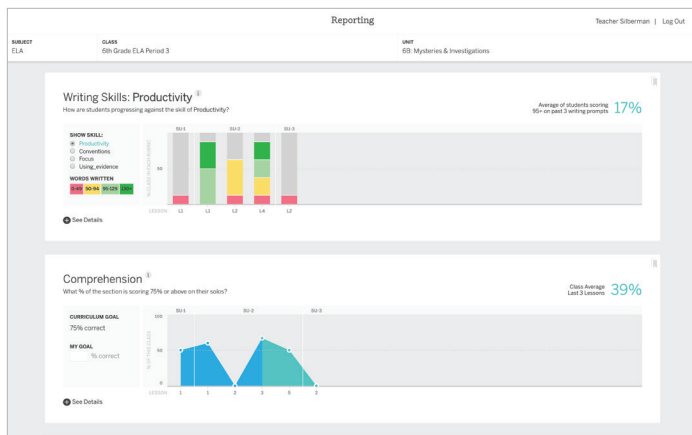 Reporting
Teacher Silberman | Log Out
SUBJECT
ELA
CLASS
6th Grade ELA Period 3
UNIT
6B: Mysteries & Investigations
Writing Skills: Productivity
How are students progressing against the skill of Productivity?
Average of students scoring
95+ on past 3 writing prompts
17%
SHOW SKILL:
Productivity
Conventions
Focus
Using_evidence
WORDS WRITTEN
0-49 50-94 95-129 130+
SU-1 SU-2 SU-3
50
LESSON L1 L1 L2 L4 L2
See Details
Comprehension
What % of the section is scoring 75% or above on their solos?
Class Average
Last 3 Lessons
39%
CURRICULUM GOAL
75% correct
MY GOAL
% correct
SU-1 SU-2 SU-3
100
50
0
% OF THIS CLASS
LESSON 1 1 2 3 5 2
See Details